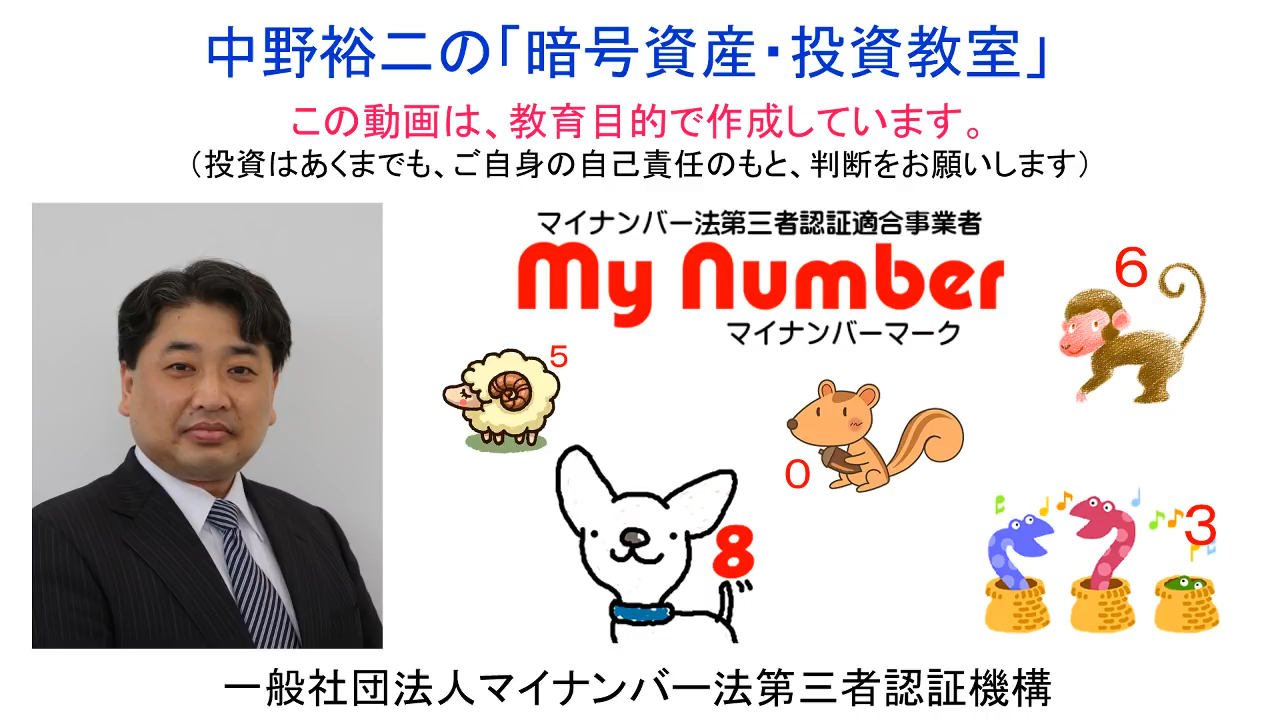 中野裕二の「暗号資産・投資教室」
この動画は、教育目的で作成しています。
（投資はあくまでも、ご自身の自己責任のもと、判断をお願いします）
マイナンバー法第三者認証適合事業者
My Number
マイナンバーマーク
6
5
0
8
3
一般社団法人マイナンバー法第三者認証機構